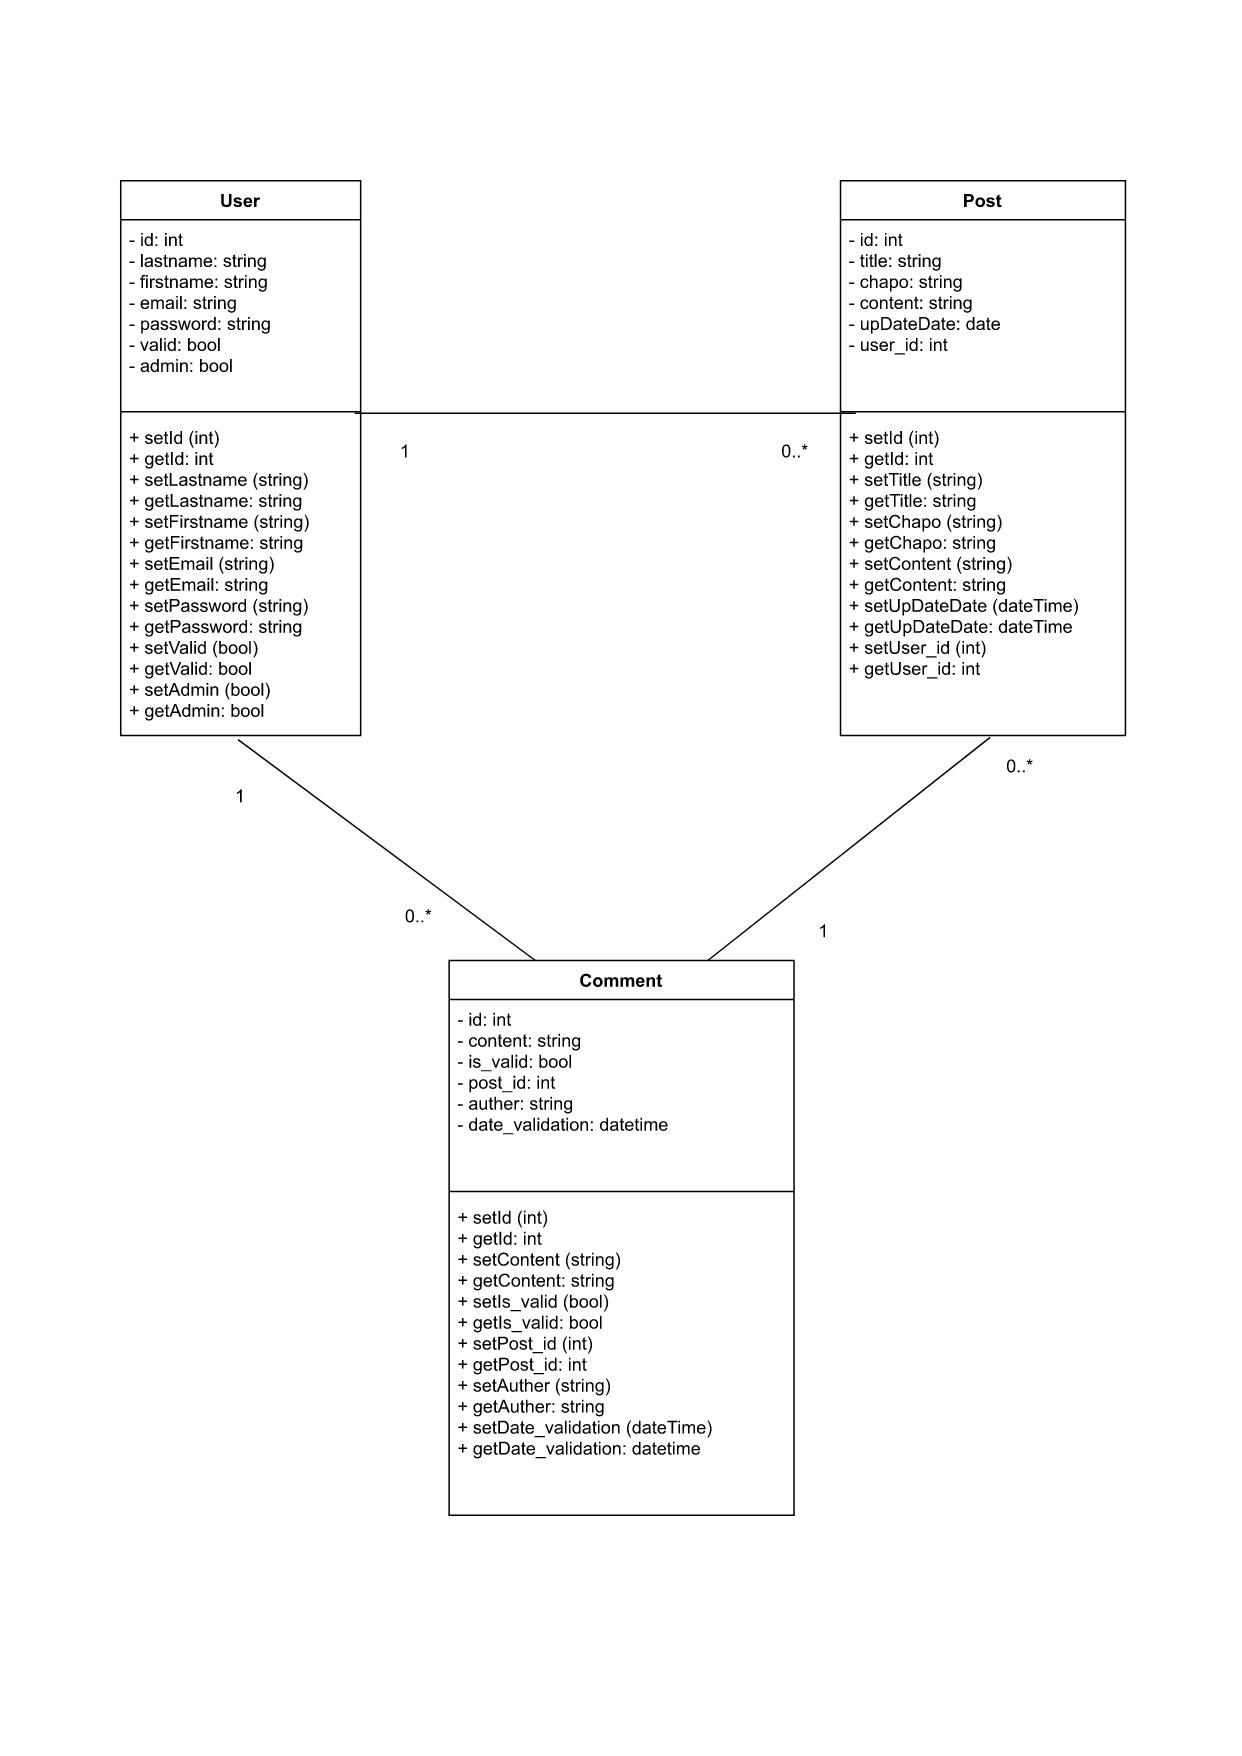 User
- id: int
- lastname: string
- firstname: string
- email: string
- password: string
- valid: bool
- admin: bool
+ setId (int)
+ getId: int
+ setLastname (string)
+ getLastname: string
+ setFirstname (string)
+ getFirstname: string
+ setEmail (string)
+ getEmail: string
+ setPassword (string)
+ getPassword: string
+ setValid (bool)
+ getValid: bool
+ setAdmin (bool)
+ getAdmin: bool
1
0..*
Post
- id: int
- title: string
- chapo: string
- content: string
- upDateDate: date
- user_id: int
+ setId (int)
+ getId: int
+ setTitle (string)
+ getTitle: string
+ setChapo (string)
+ getChapo: string
+ setContent (string)
+ getContent: string
+ setUpDateDate (dateTime)
+ getUpDateDate: dateTime
+ setUser_id (int)
+ getUser_id: int
0..*
1
1
0..*
Comment
- id: int
- content: string
- is_valid: bool
- post_id: int
- auther: string
- date_validation: datetime
+ setId (int)
+ getId: int
+ setContent (string)
+ getContent: string
+ setIs_valid (bool)
+ getIs_valid: bool
+ setPost_id (int)
+ getPost_id: int
+ setAuther (string)
+ getAuther: string
+ setDate_validation (dateTime)
+ getDate_validation: datetime